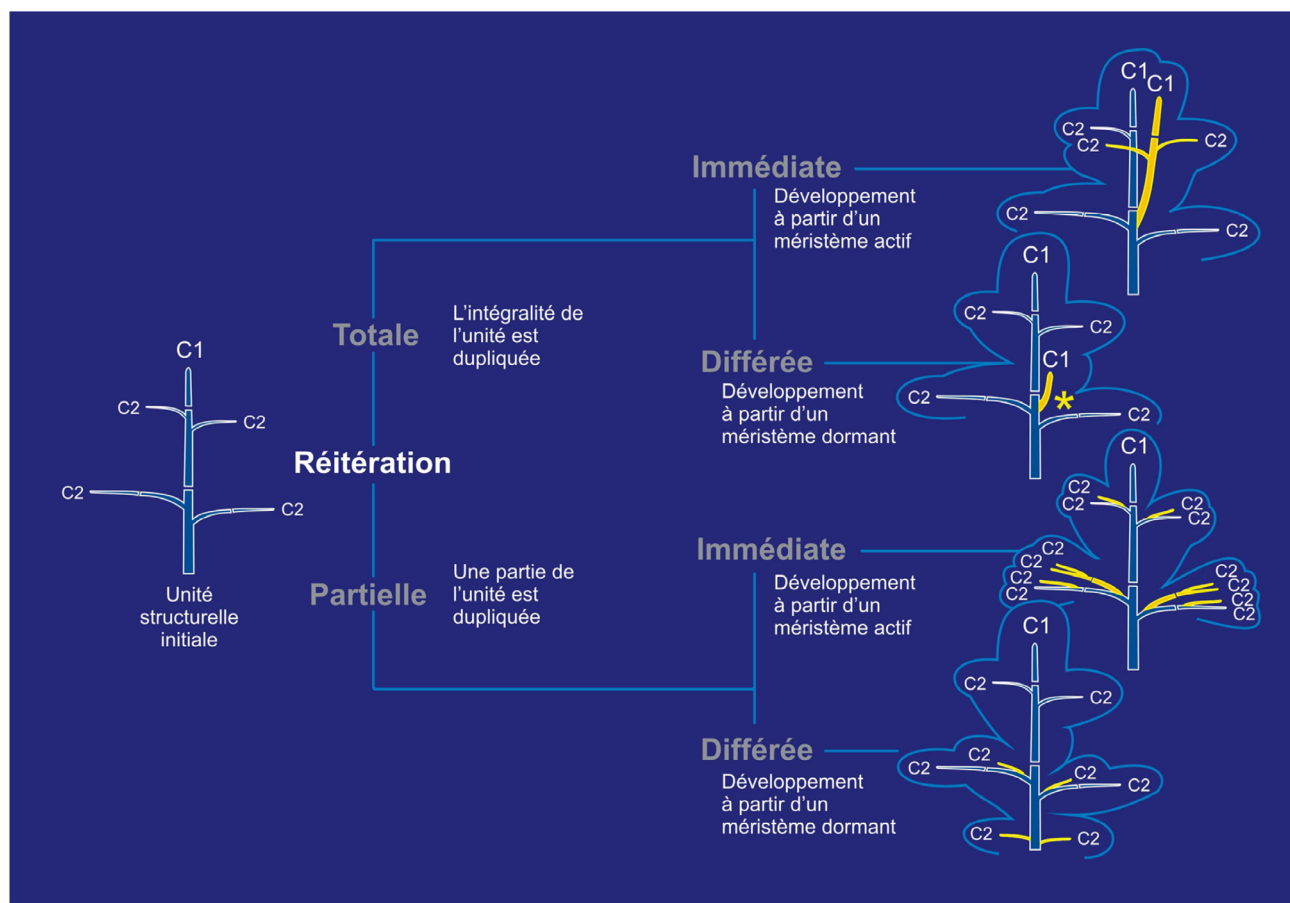 C1
C2
C2
C2
C2
Unité
structurelle
initiale
Réitération
Totale
L’intégralité de
l’unité est
dupliquée
Immédiate
Développement
à partir d’un
méristème actif
C1
C1
C2
C2
C2
C2
C2
Différée
Développement
à partir d’un
méristème dormant
C1
C2
C2
C1
C2
*
C2
Partielle
Une partie de
l’unité est
dupliquée
Immédiate
Développement
à partir d’un
méristème actif
C1
C2
C2
C2
C2
C2
C2
C2
C2
C2
C2
C2
C2
Différée
Développement
à partir d’un
méristème dormant
C1
C2
C2
C2
C2
C2
C2
C2
C2